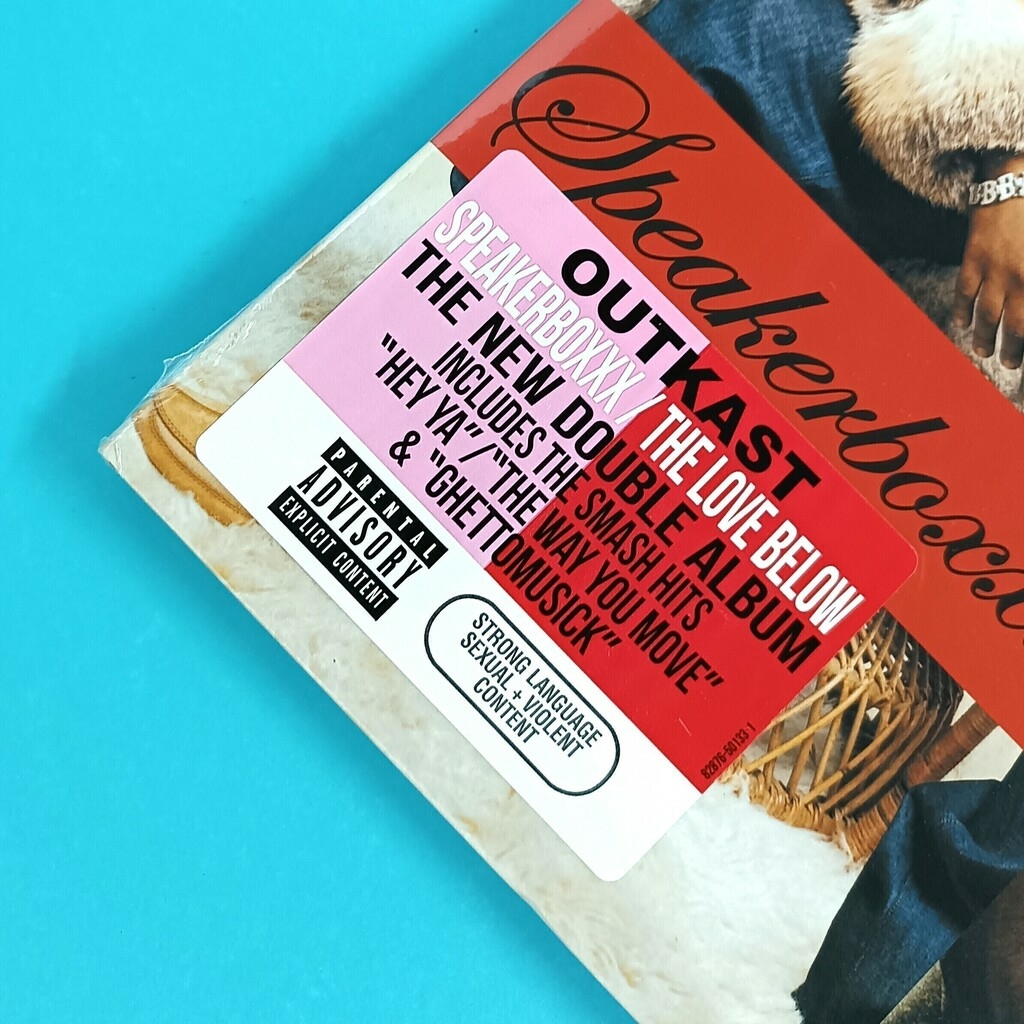 Speakerboxxx
OUTKAST
SPEAKERBOXXX / THE LOVE BELOW
THE NEW DOUBLE ALBUM
INCLUDES THE SMASH HITS
"HEY YA"/"THE WAY YOU MOVE"
& "GHETTOMUSICK"
PARENTAL
ADVISORY
EXPLICIT CONTENT
STRONG LANGUAGE
SEXUAL + VIOLENT
CONTENT
82876-50133-1